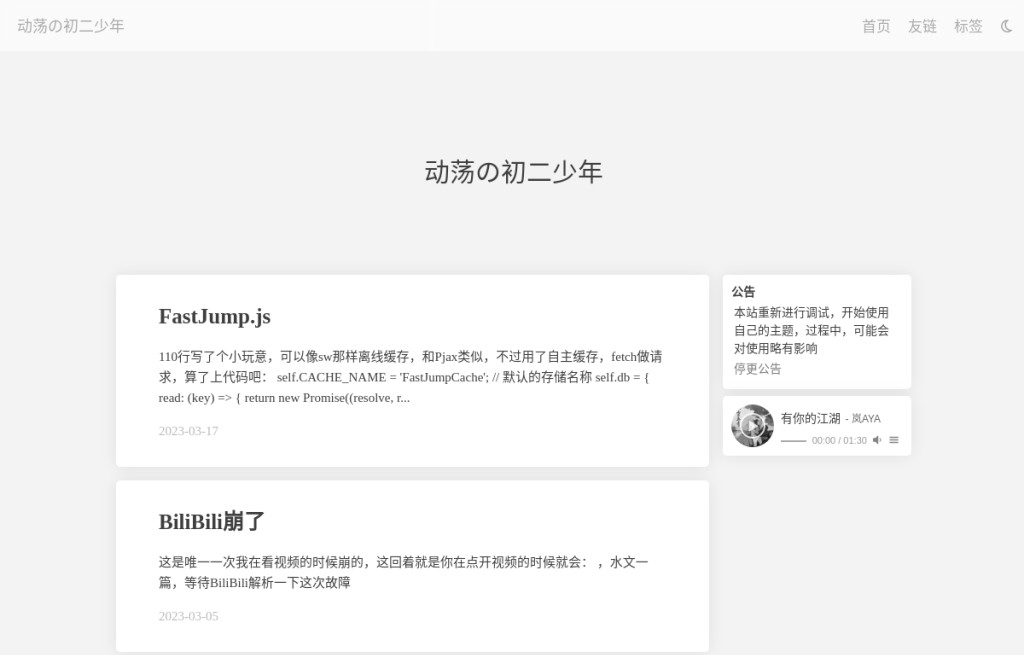 动荡の初二少年
首页 友链 标签
动荡の初二少年
FastJump.js
110行写了个小玩意，可以像sw那样离线缓存，和Pjax类似，不过用了自主缓存，fetch做请
求，算了上代码吧： self.CACHE_NAME = 'FastJumpCache'; // 默认的存储名称 self.db = {
read: (key) => { return new Promise((resolve, r...
2023-03-17
BiliBili崩了
这是唯一一次我在看视频的时候崩的，这回着就是你在点开视频的时候就会： ，水文一
篇，等待BiliBili解析一下这次故障
2023-03-05
公告
本站重新进行调试，开始使用
自己的主题，过程中，可能会
对使用略有影响
停更公告
有你的江湖 - 岚AYA
00:00 / 01:30